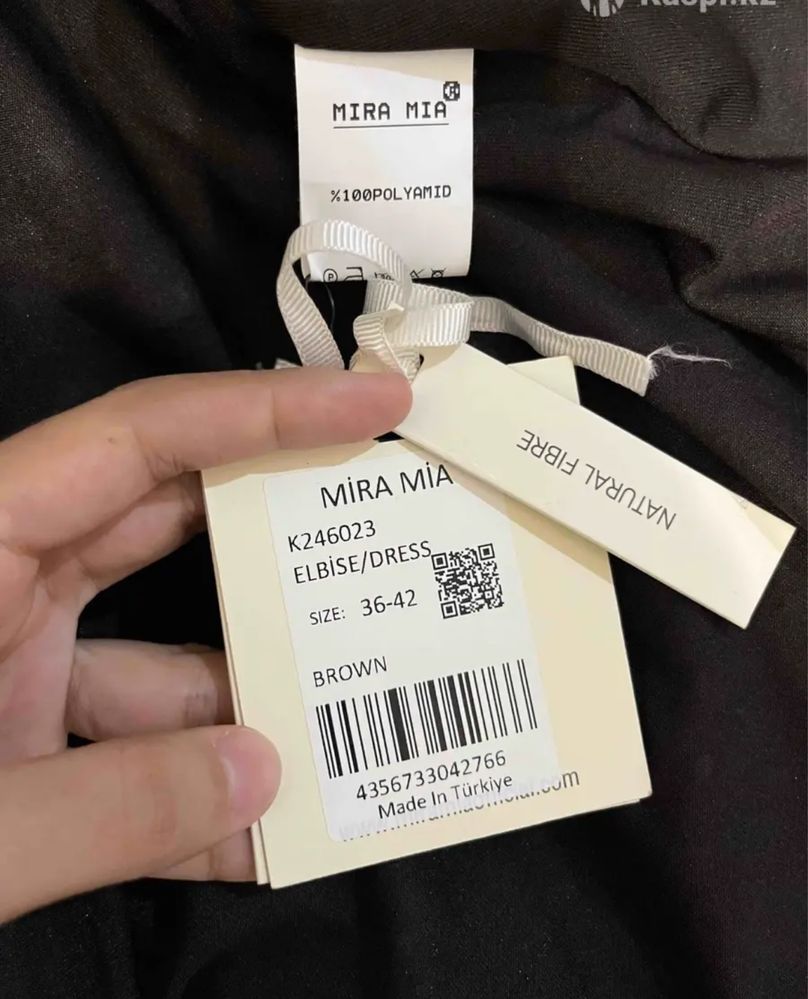 MIRA MIA®
%100POLYAMID
NATURAL FIBRE
MİRA MİA
K246023
ELBİSE/DRESS
SIZE: 36-42
BROWN
4356733042766
Made In Türkiye